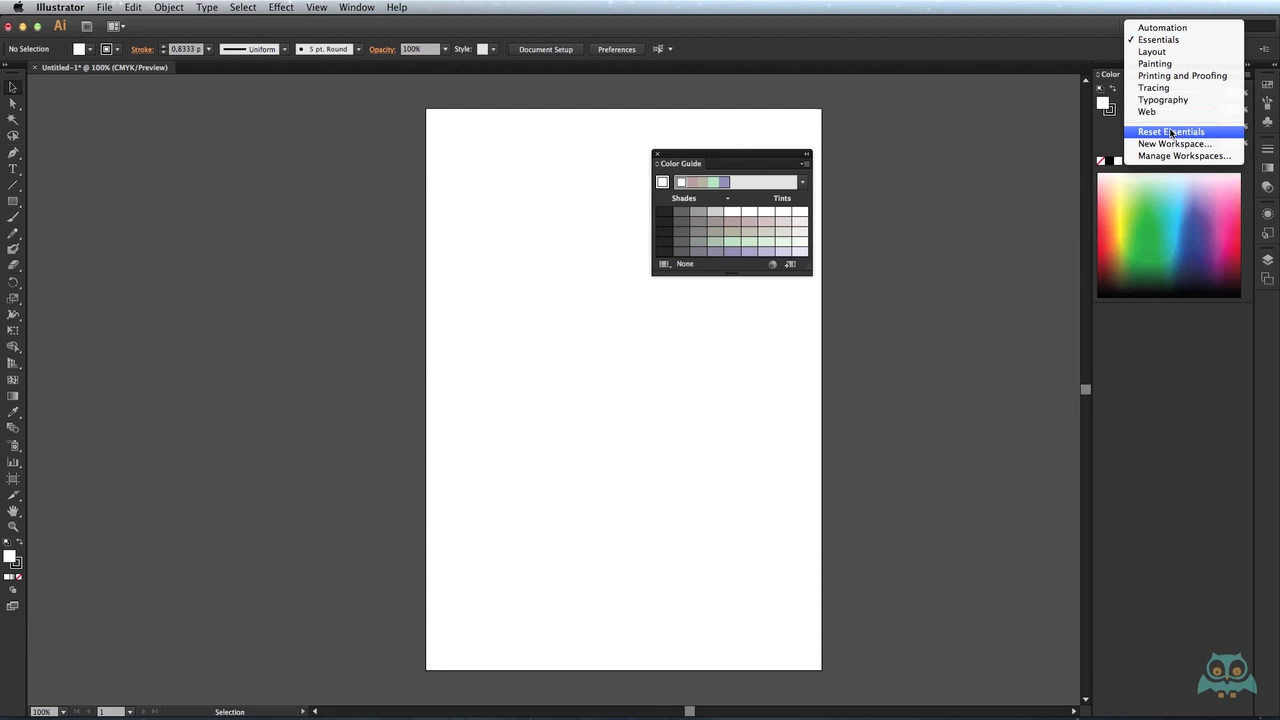 Illustrator File Edit Object Type Select Effect View Window Help
Ai
No Selection Stroke: 0,8333 p Uniform 5 pt. Round Opacity: 100% Style: Document Setup Preferences
Untitled-1* @ 100% (CMYK/Preview)
Automation
✓ Essentials
Layout
Painting
Printing and Proofing
Tracing
Typography
Web
Reset Essentials
New Workspace...
Manage Workspaces...
Color
%
%
%
%
Color Guide
Shades Tints
None
100% 1 Selection